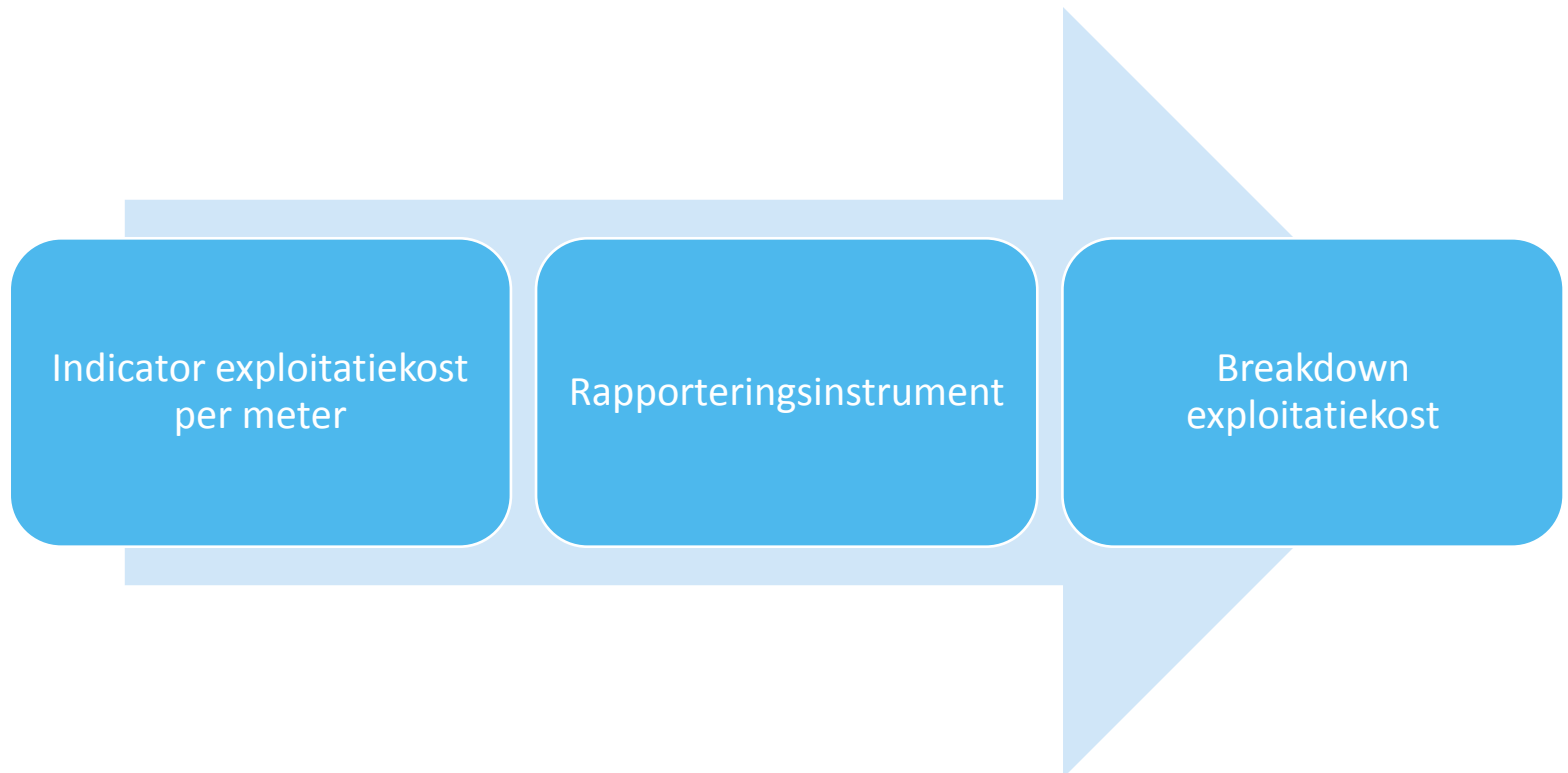 Indicator exploitatiekost
per meter
Rapporteringsinstrument
Breakdown
exploitatiekost